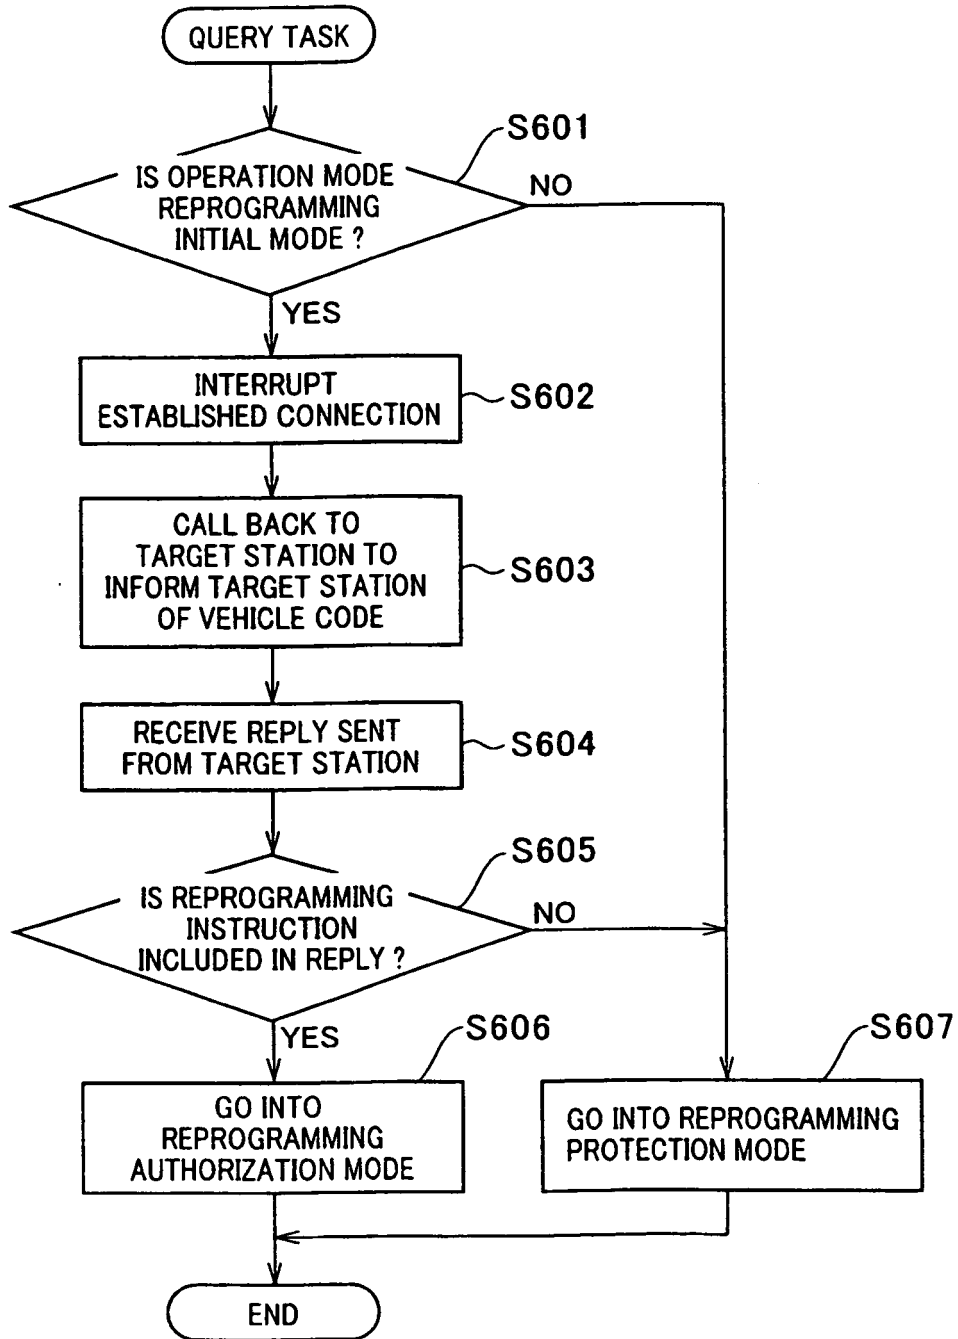 QUERY TASK
S601
IS OPERATION MODE
REPROGRAMMING
INITIAL MODE ?
NO
YES
INTERRUPT
ESTABLISHED CONNECTION
S602
CALL BACK TO
TARGET STATION TO
INFORM TARGET STATION
OF VEHICLE CODE
S603
RECEIVE REPLY SENT
FROM TARGET STATION
S604
S605
IS REPROGRAMMING
INSTRUCTION
INCLUDED IN REPLY ?
NO
YES
S606
S607
GO INTO
REPROGRAMMING
AUTHORIZATION MODE
GO INTO REPROGRAMMING
PROTECTION MODE
END